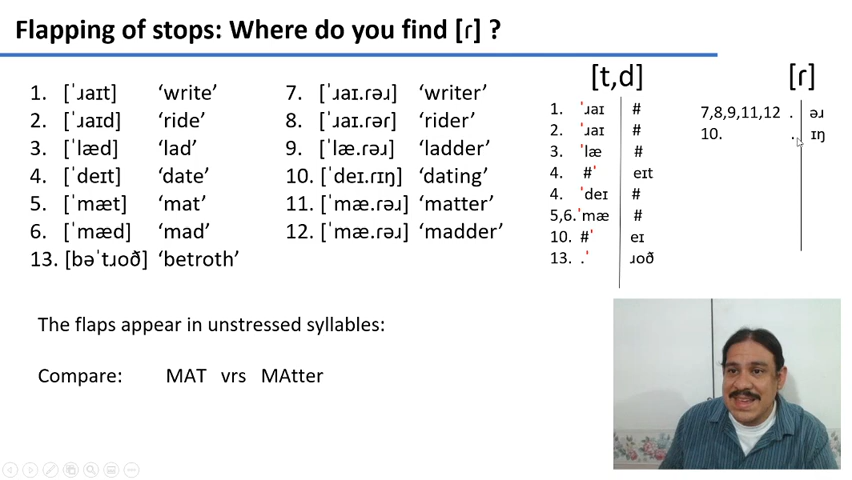 Flapping of stops: Where do you find [ɾ] ?
1. [ˈɹaɪt] ‘write’
2. [ˈɹaɪd] ‘ride’
3. [ˈlæd] ‘lad’
4. [ˈdeɪt] ‘date’
5. [ˈmæt] ‘mat’
6. [ˈmæd] ‘mad’
13. [bəˈtɹoð] ‘betroth’
7. [ˈɹaɪ.ɾəɹ] ‘writer’
8. [ˈɹaɪ.ɾəɾ] ‘rider’
9. [ˈlæ.ɾəɹ] ‘ladder’
10. [ˈdeɪ.ɾɪŋ] ‘dating’
11. [ˈmæ.ɾəɹ] ‘matter’
12. [ˈmæ.ɾəɹ] ‘madder’
[t,d]
1. ˈɹaɪ #
2. ˈɹaɪ #
3. ˈlæ #
4. #ˈ eɪt
4. ˈdeɪ #
5,6.ˈmæ #
10. #ˈ eɪ
13. .ˈ ɹoð
[ɾ]
7,8,9,11,12 . əɹ
10. . ɪŋ
The flaps appear in unstressed syllables:
Compare: MAT vrs MAtter